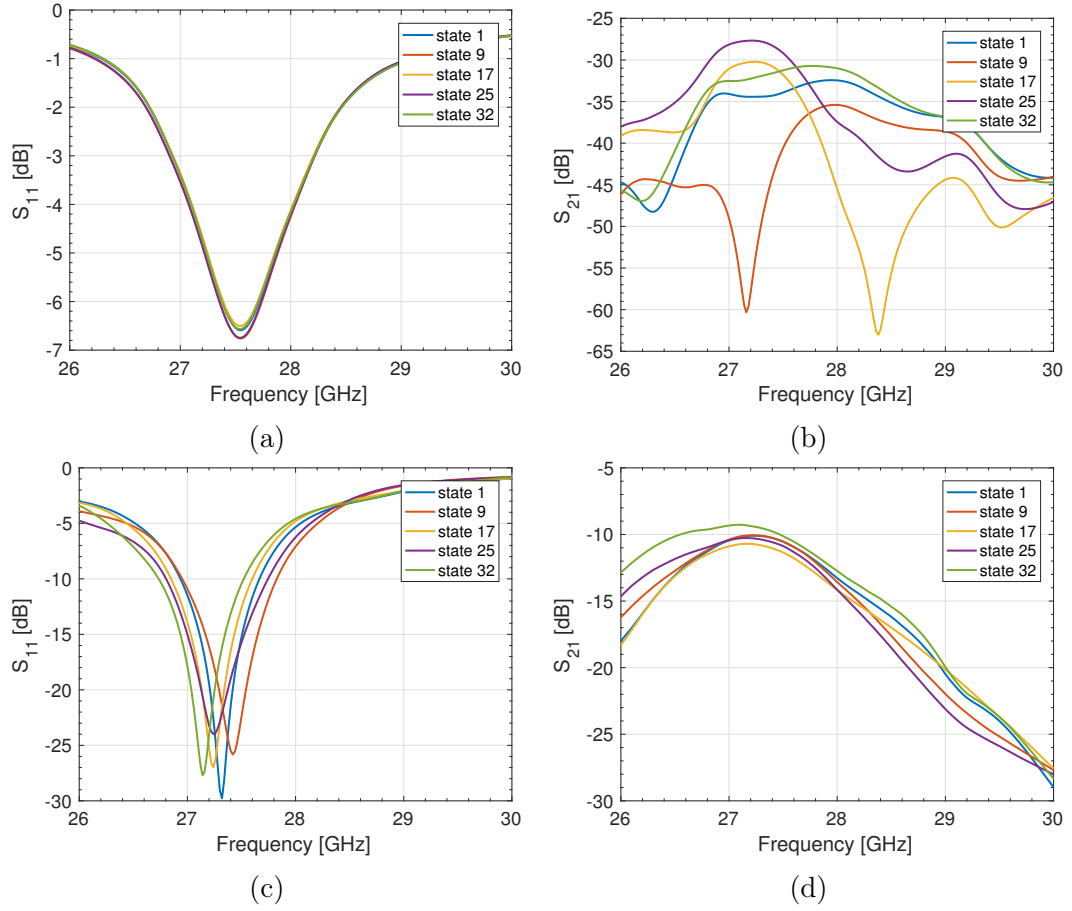 0
-1
-2
-3
-4
-5
-6
-7
S11 [dB]
26 27 28 29 30
Frequency [GHz]
state 1
state 9
state 17
state 25
state 32
(a)
-25
-30
-35
-40
-45
-50
-55
-60
-65
S21 [dB]
26 27 28 29 30
Frequency [GHz]
state 1
state 9
state 17
state 25
state 32
(b)
0
-5
-10
-15
-20
-25
-30
S11 [dB]
26 27 28 29 30
Frequency [GHz]
state 1
state 9
state 17
state 25
state 32
(c)
-5
-10
-15
-20
-25
-30
S21 [dB]
26 27 28 29 30
Frequency [GHz]
state 1
state 9
state 17
state 25
state 32
(d)